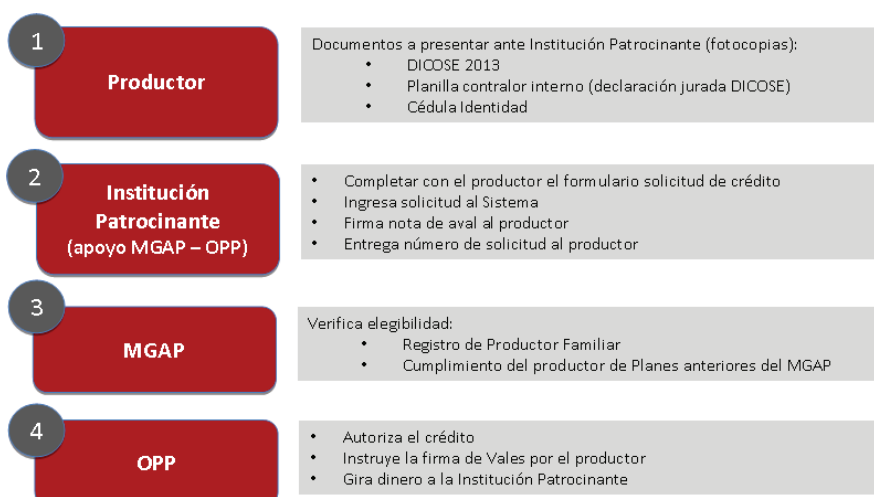 1
Productor
Documentos a presentar ante Institución Patrocinante (fotocopias):
• DICOSE 2013
• Planilla contralor interno (declaración jurada DICOSE)
• Cédula Identidad
2
Institución
Patrocinante
(apoyo MGAP – OPP)
• Completar con el productor el formulario solicitud de crédito
• Ingresa solicitud al Sistema
• Firma nota de aval al productor
• Entrega número de solicitud al productor
3
MGAP
Verifica elegibilidad:
• Registro de Productor Familiar
• Cumplimiento del productor de Planes anteriores del MGAP
4
OPP
• Autoriza el crédito
• Instruye la firma de Vales por el productor
• Gira dinero a la Institución Patrocinante